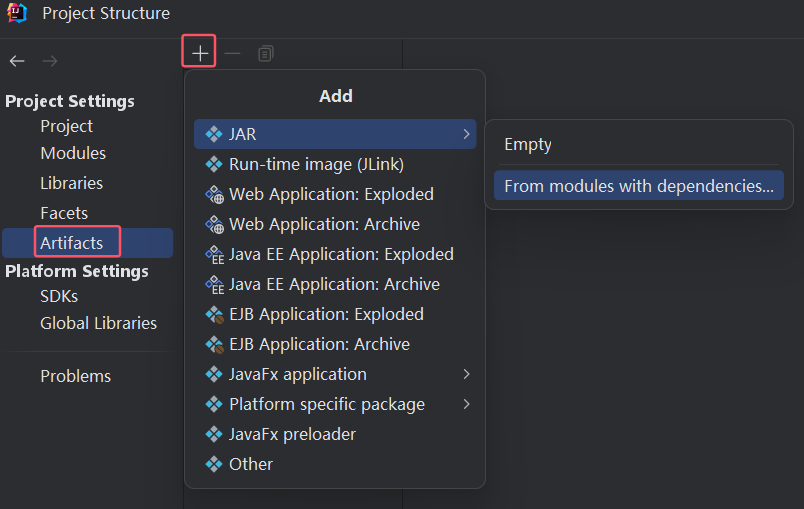 Project Structure
Project Settings
Project
Modules
Libraries
Facets
Artifacts
Platform Settings
SDKs
Global Libraries
Problems
Add
JAR
Run-time image (JLink)
Web Application: Exploded
Web Application: Archive
Java EE Application: Exploded
Java EE Application: Archive
EJB Application: Exploded
EJB Application: Archive
JavaFx application
Platform specific package
JavaFx preloader
Other
Empty
From modules with dependencies...